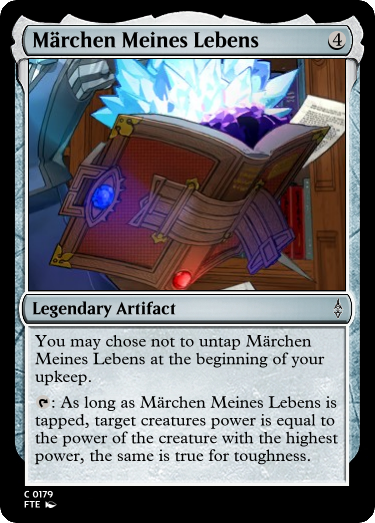 Märchen Meines Lebens 4
Legendary Artifact
You may chose not to untap Märchen
Meines Lebens at the beginning of your
upkeep.
: As long as Märchen Meines Lebens is
tapped, target creatures power is equal to
the power of the creature with the highest
power, the same is true for toughness.
C 0179
FTE